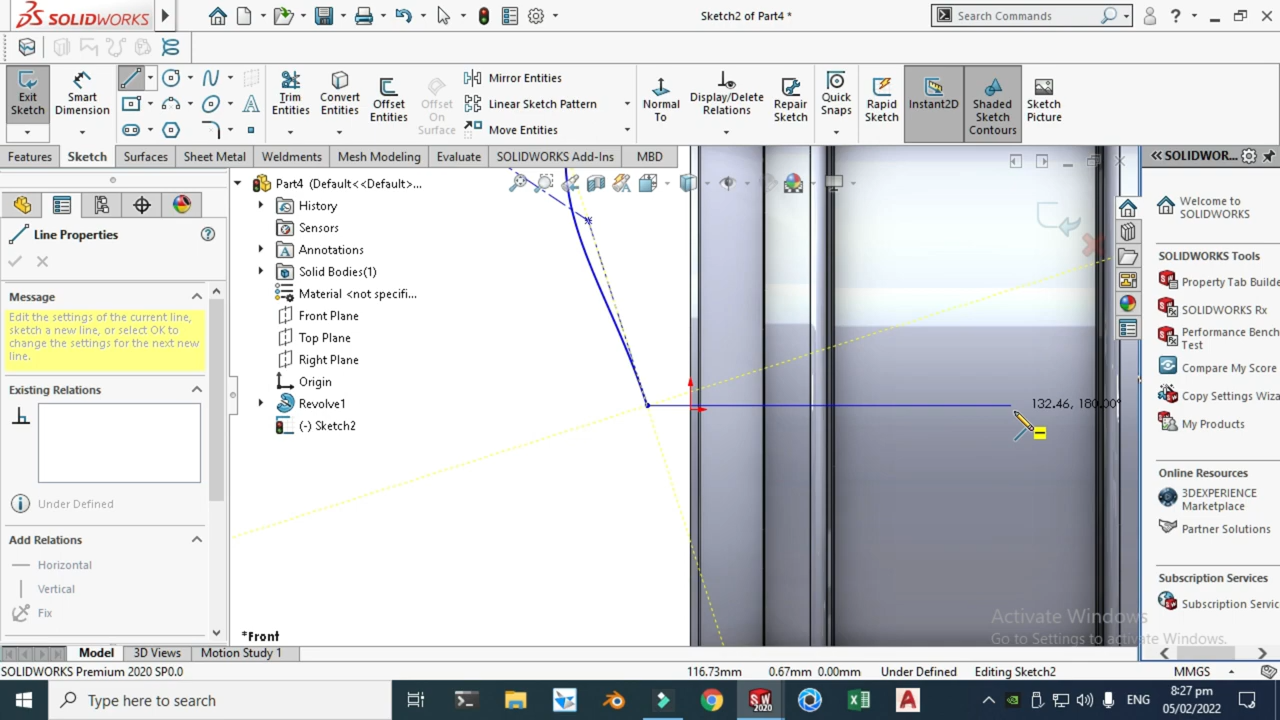 SOLIDWORKS
Sketch2 of Part4 *
Search Commands
Exit Sketch
Smart Dimension
Trim Entities
Convert Entities
Offset Entities
Offset On Surface
Mirror Entities
Linear Sketch Pattern
Move Entities
Normal To
Display/Delete Relations
Repair Sketch
Quick Snaps
Rapid Sketch
Instant2D
Shaded Sketch Contours
Sketch Picture
Features
Sketch
Surfaces
Sheet Metal
Weldments
Mesh Modeling
Evaluate
SOLIDWORKS Add-Ins
MBD
SOLIDWOR...
Line Properties
Message
Edit the settings of the current line,
sketch a new line, or select OK to
change the settings for the next new
line.
Existing Relations
Under Defined
Add Relations
Horizontal
Vertical
Fix
Part4 (Default<<Default>...
History
Sensors
Annotations
Solid Bodies(1)
Material <not specifi...
Front Plane
Top Plane
Right Plane
Origin
Revolve1
(-) Sketch2
132.46, 180.00°
*Front
Welcome to
SOLIDWORKS
SOLIDWORKS Tools
Property Tab Builde
SOLIDWORKS Rx
Performance Benc
Test
Compare My Score
Copy Settings Wiza
My Products
Online Resources
3DEXPERIENCE
Marketplace
Partner Solutions
Subscription Services
Subscription Servic
Activate Windows
Go to Settings to activate Windows.
Model
3D Views
Motion Study 1
SOLIDWORKS Premium 2020 SP0.0
116.73mm
0.67mm 0.00mm
Under Defined
Editing Sketch2
MMGS
Type here to search
SW
2020
ENG
8:27 pm
05/02/2022